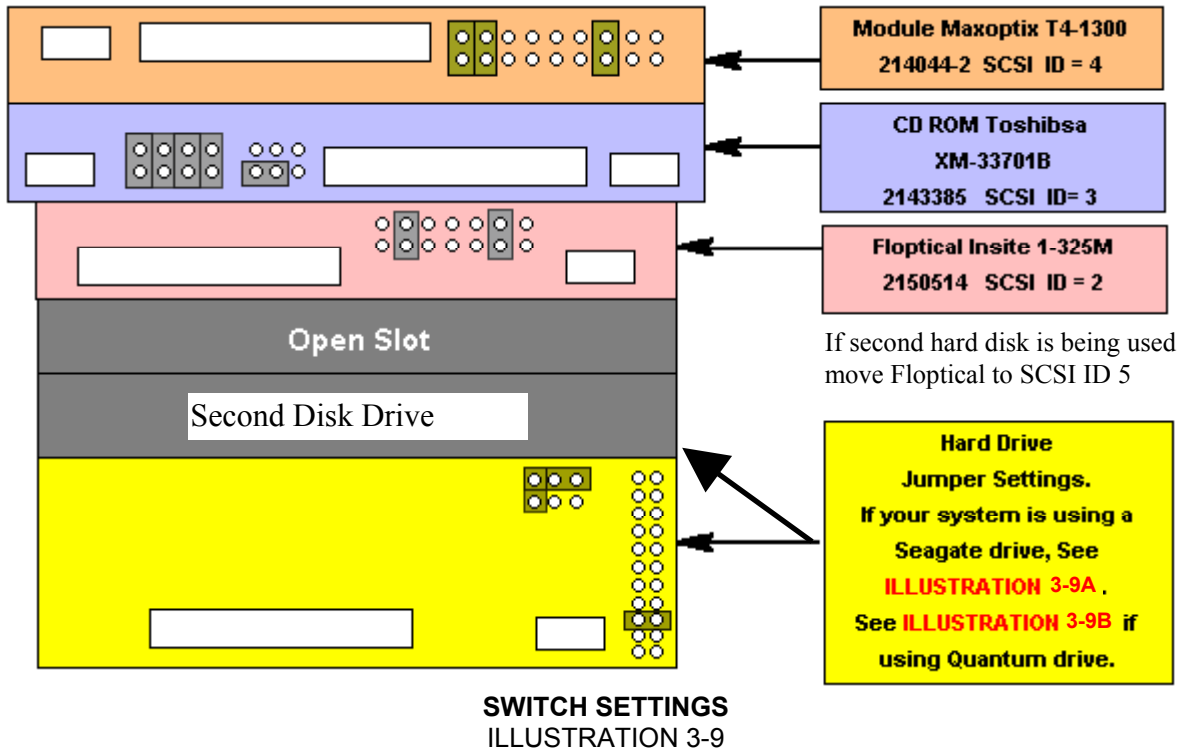 Module Maxoptix T4-1300
214044-2 SCSI ID = 4
CD ROM Toshibsa
XM-33701B
2143385 SCSI ID= 3
Floptical Insite 1-325M
2150514 SCSI ID = 2
Open Slot
If second hard disk is being used
move Floptical to SCSI ID 5
Second Disk Drive
Hard Drive
Jumper Settings.
If your system is using a
Seagate drive, See
ILLUSTRATION 3-9A .
See ILLUSTRATION 3-9B if
using Quantum drive.
SWITCH SETTINGS
ILLUSTRATION 3-9